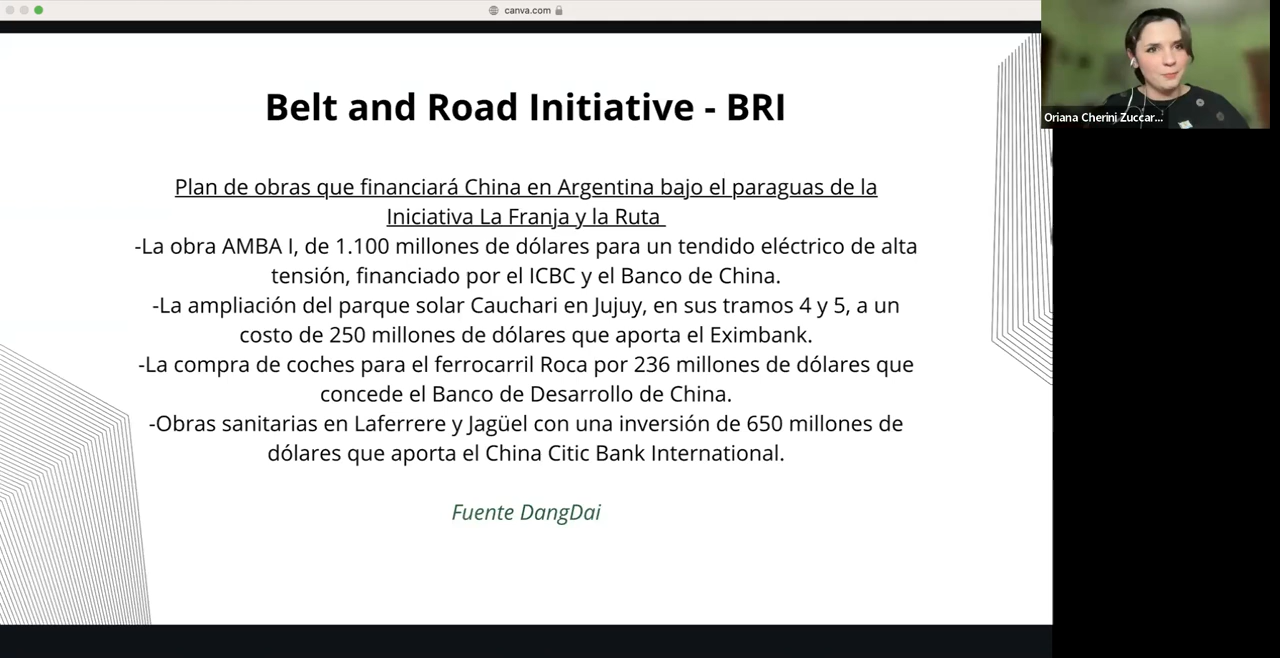 canva.com
Belt and Road Initiative - BRI
Plan de obras que financiará China en Argentina bajo el paraguas de la
Iniciativa La Franja y la Ruta
-La obra AMBA I, de 1.100 millones de dólares para un tendido eléctrico de alta
tensión, financiado por el ICBC y el Banco de China.
-La ampliación del parque solar Cauchari en Jujuy, en sus tramos 4 y 5, a un
costo de 250 millones de dólares que aporta el Eximbank.
-La compra de coches para el ferrocarril Roca por 236 millones de dólares que
concede el Banco de Desarrollo de China.
-Obras sanitarias en Laferrere y Jagüel con una inversión de 650 millones de
dólares que aporta el China Citic Bank International.
Fuente DangDai
Oriana Cherini Zuccar...